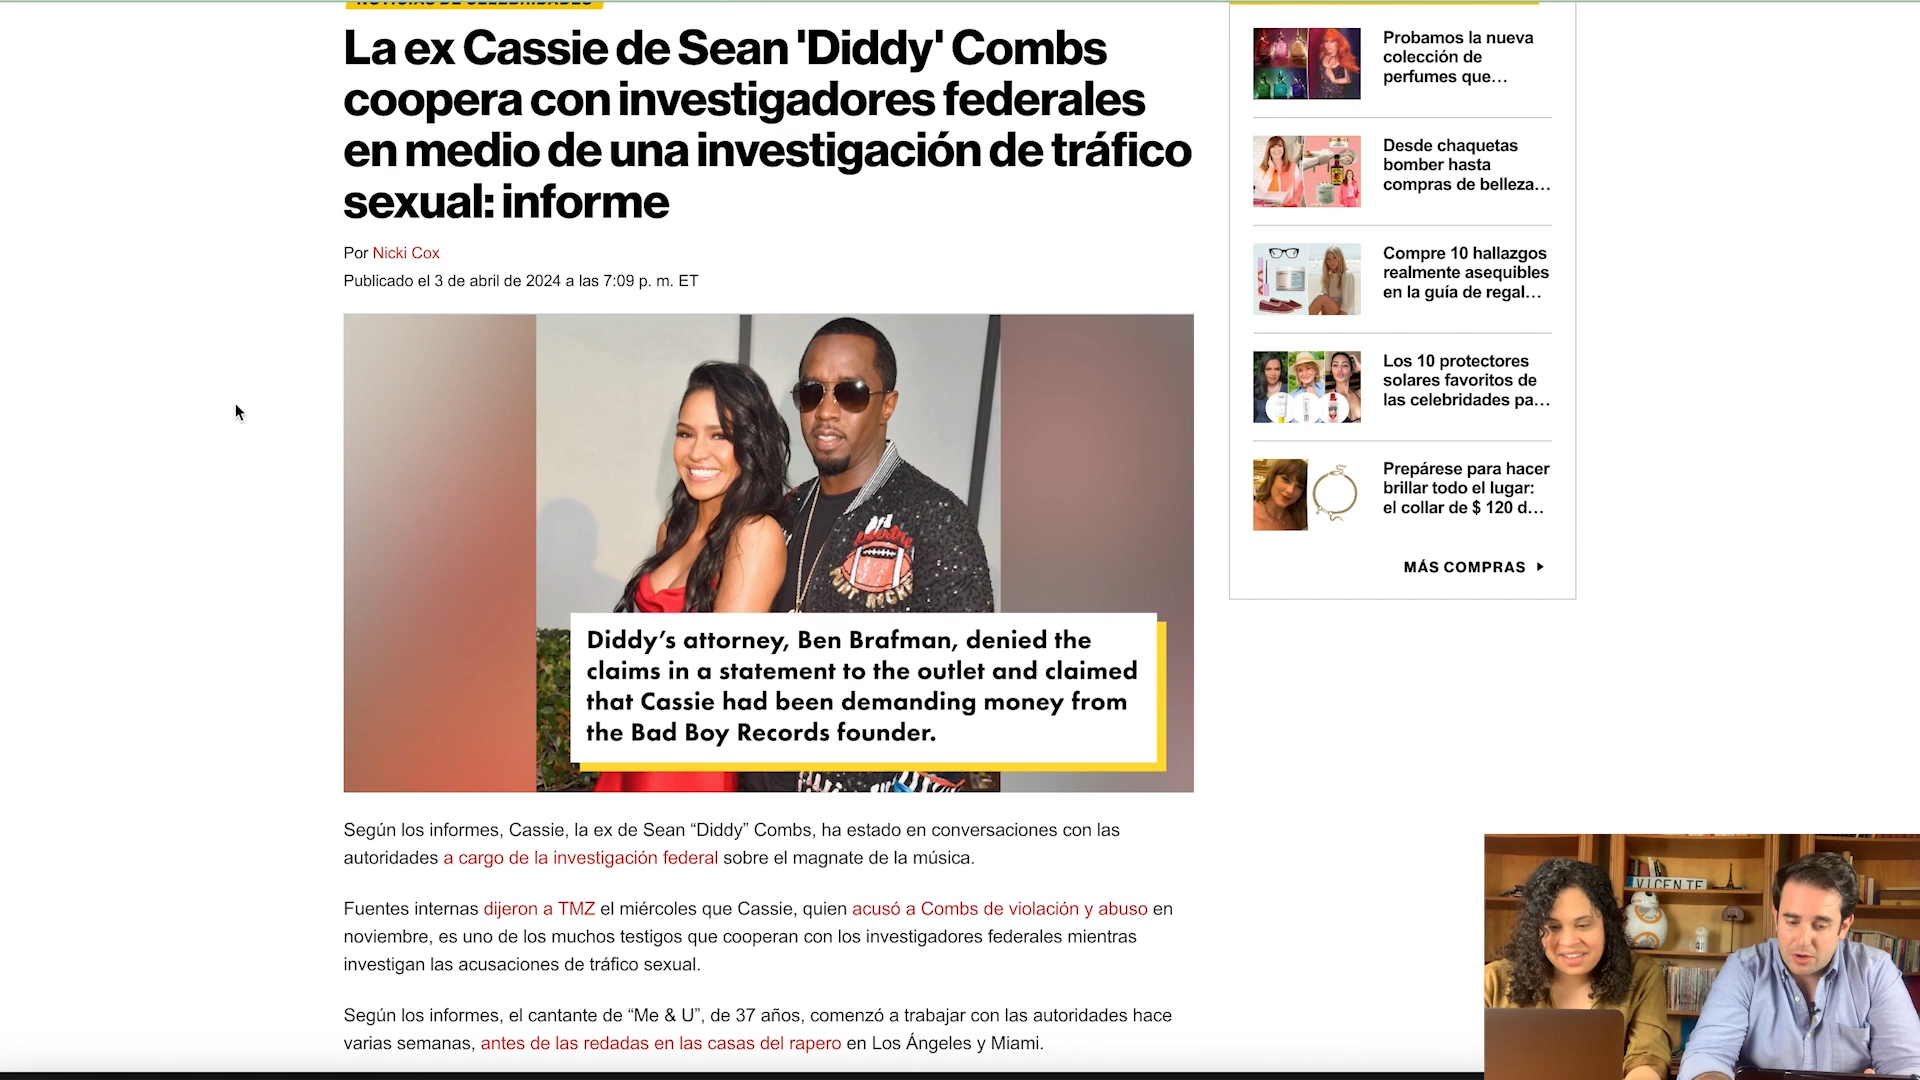 NOTICIAS DE CELEBRIDADES
La ex Cassie de Sean 'Diddy' Combs
coopera con investigadores federales
en medio de una investigación de tráfico
sexual: informe
Por Nicki Cox
Publicado el 3 de abril de 2024 a las 7:09 p. m. ET
Diddy's attorney, Ben Brafman, denied the
claims in a statement to the outlet and claimed
that Cassie had been demanding money from
the Bad Boy Records founder.
Según los informes, Cassie, la ex de Sean “Diddy” Combs, ha estado en conversaciones con las
autoridades a cargo de la investigación federal sobre el magnate de la música.
Fuentes internas dijeron a TMZ el miércoles que Cassie, quien acusó a Combs de violación y abuso en
noviembre, es uno de los muchos testigos que cooperan con los investigadores federales mientras
investigan las acusaciones de tráfico sexual.
Según los informes, el cantante de “Me & U”, de 37 años, comenzó a trabajar con las autoridades hace
varias semanas, antes de las redadas en las casas del rapero en Los Ángeles y Miami.
Probamos la nueva
colección de
perfumes que…
Desde chaquetas
bomber hasta
compras de belleza…
Compre 10 hallazgos
realmente asequibles
en la guía de regal…
Los 10 protectores
solares favoritos de
las celebridades pa…
Prepárese para hacer
brillar todo el lugar:
el collar de $ 120 d…
MÁS COMPRAS
VICENTE